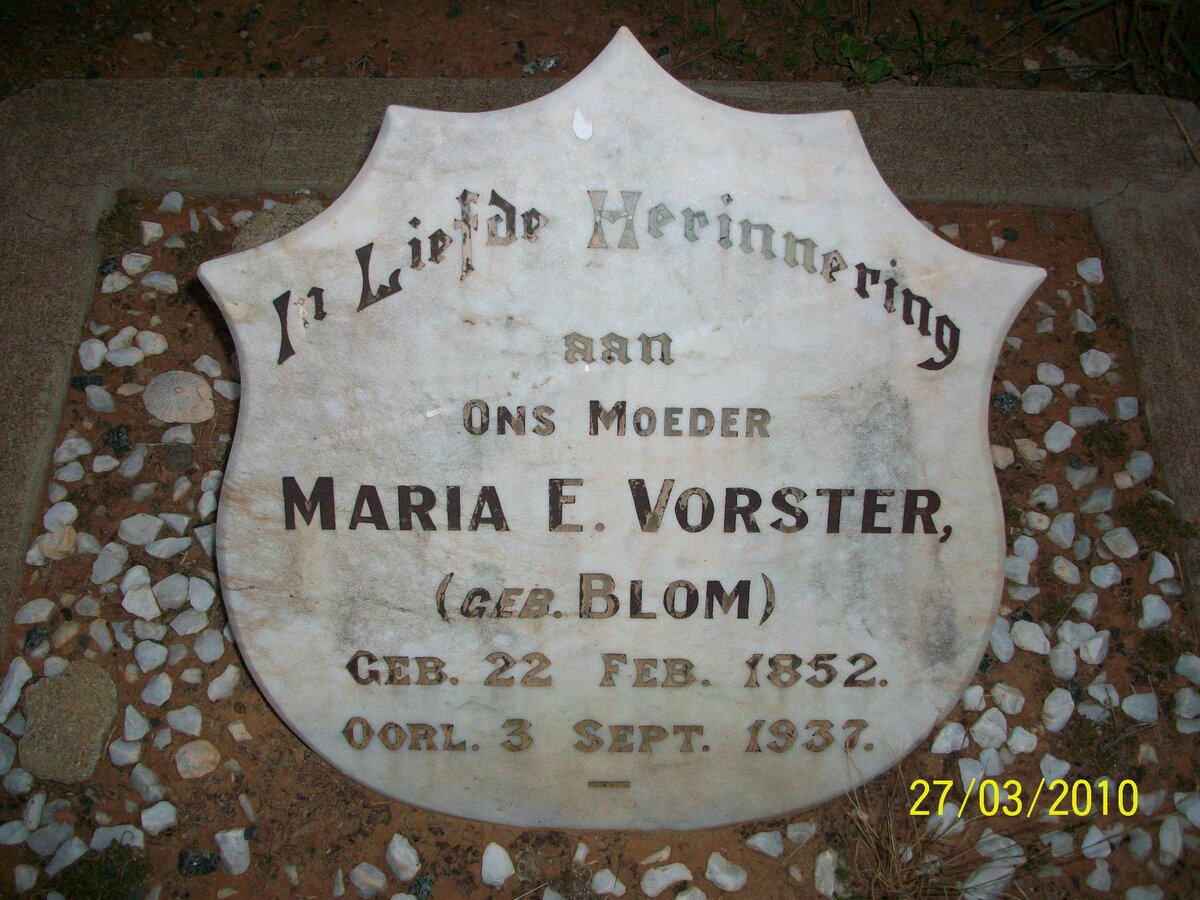 In Liefde Herinnering
aan
ONS MOEDER
MARIA E. VORSTER,
(GEB. BLOM)
GEB. 22 FEB. 1852.
OORL. 3 SEPT. 1937.
27/03/2010